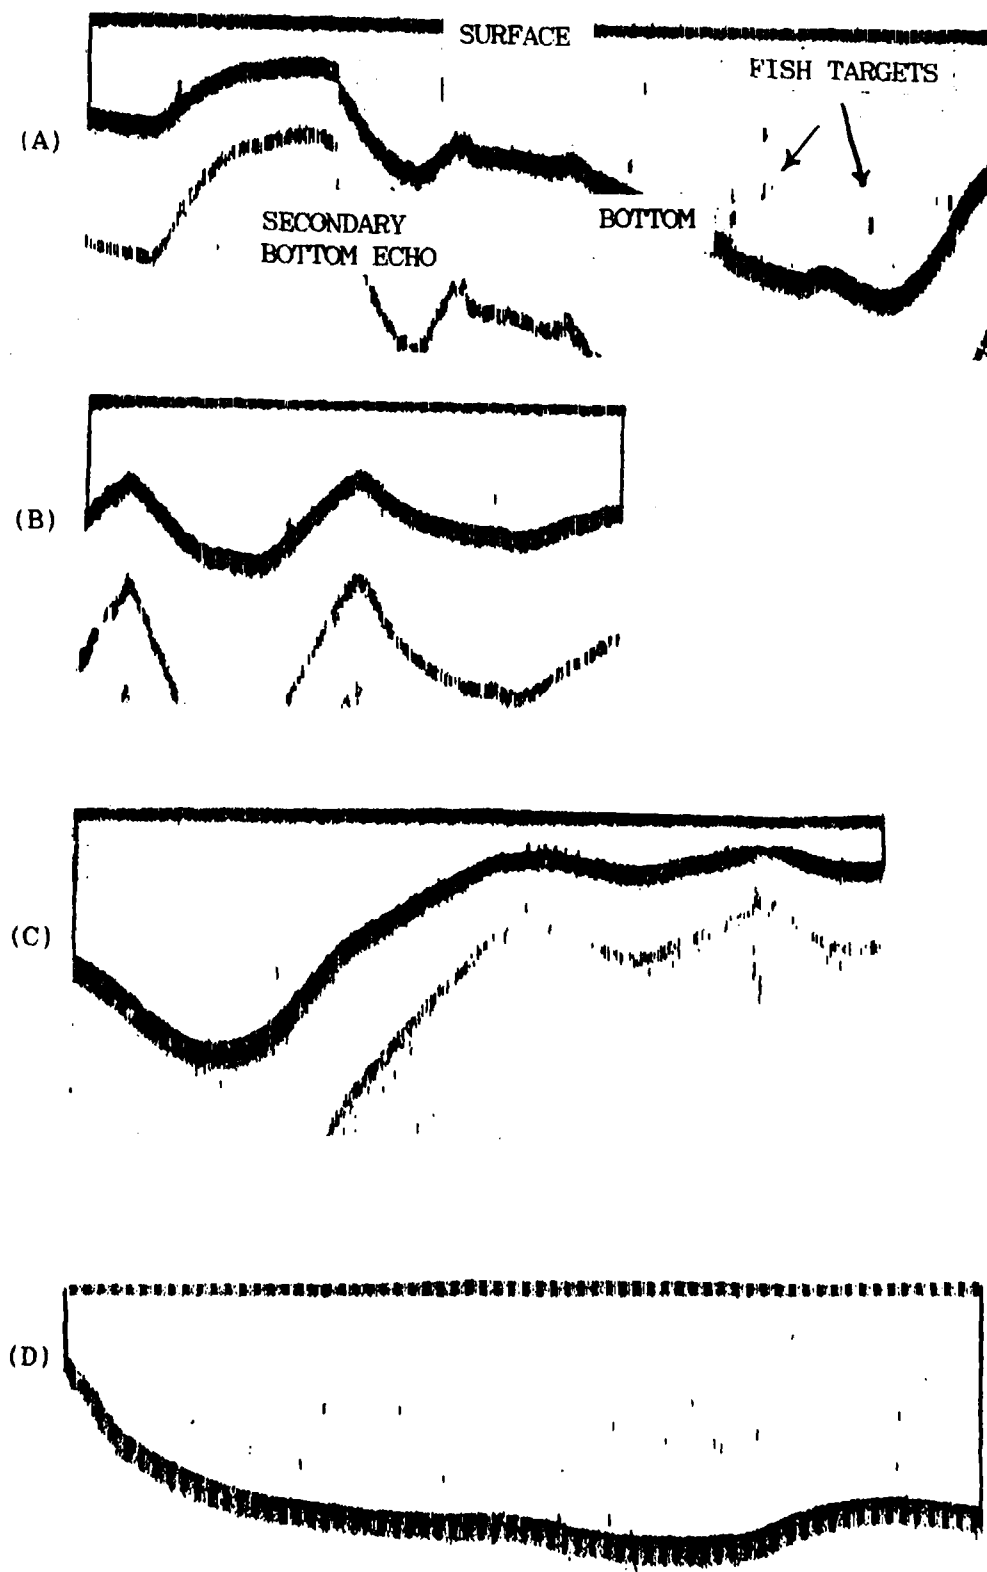 SURFACE
FISH TARGETS
(A)
SECONDARY
BOTTOM ECHO
BOTTOM
(B)
(C)
(D)